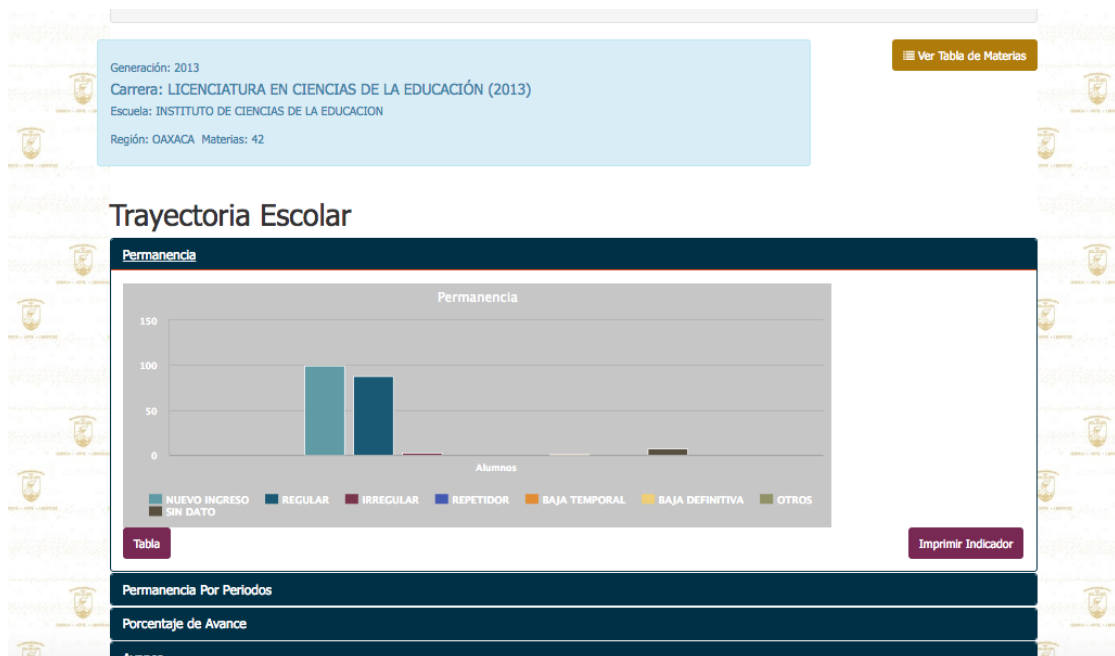 Ver Tabla de Materias
Generación: 2013
Carrera: LICENCIATURA EN CIENCIAS DE LA EDUCACIÓN (2013)
Escuela: INSTITUTO DE CIENCIAS DE LA EDUCACION
Región: OAXACA Materias: 42
Trayectoria Escolar
Permanencia
Permanencia
150
100
50
0
Alumnos
NUEVO INGRESO REGULAR IRREGULAR REPETIDOR BAJA TEMPORAL BAJA DEFINITIVA OTROS
SIN DATO
Tabla Imprimir Indicador
Permanencia Por Periodos
Porcentaje de Avance